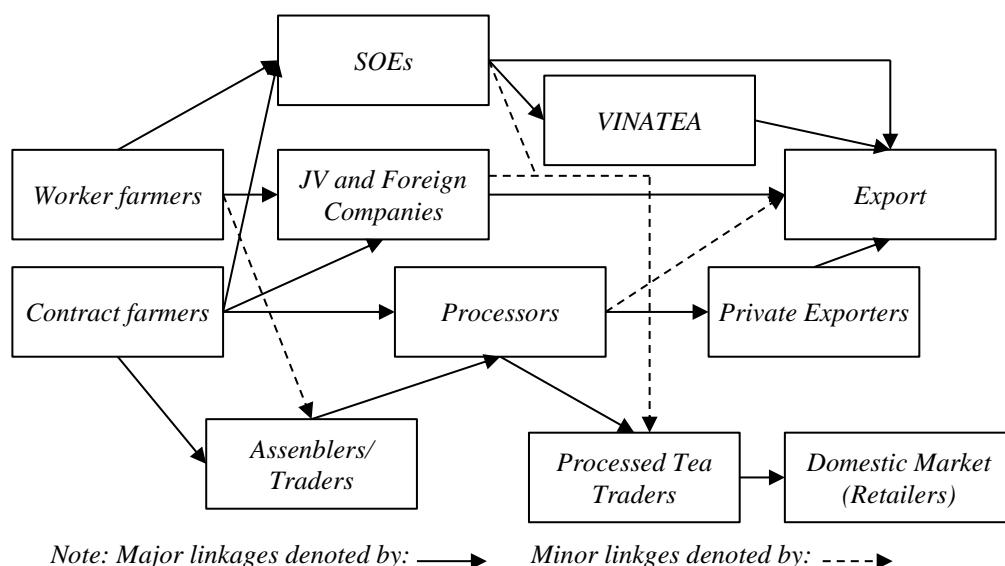 SOEs
VINATEA
Worker farmers
JV and Foreign
Companies
Export
Contract farmers
Processors
Private Exporters
Assenblers/
Traders
Processed Tea
Traders
Domestic Market
(Retailers)
Note: Major linkages denoted by:
Minor linkges denoted by: